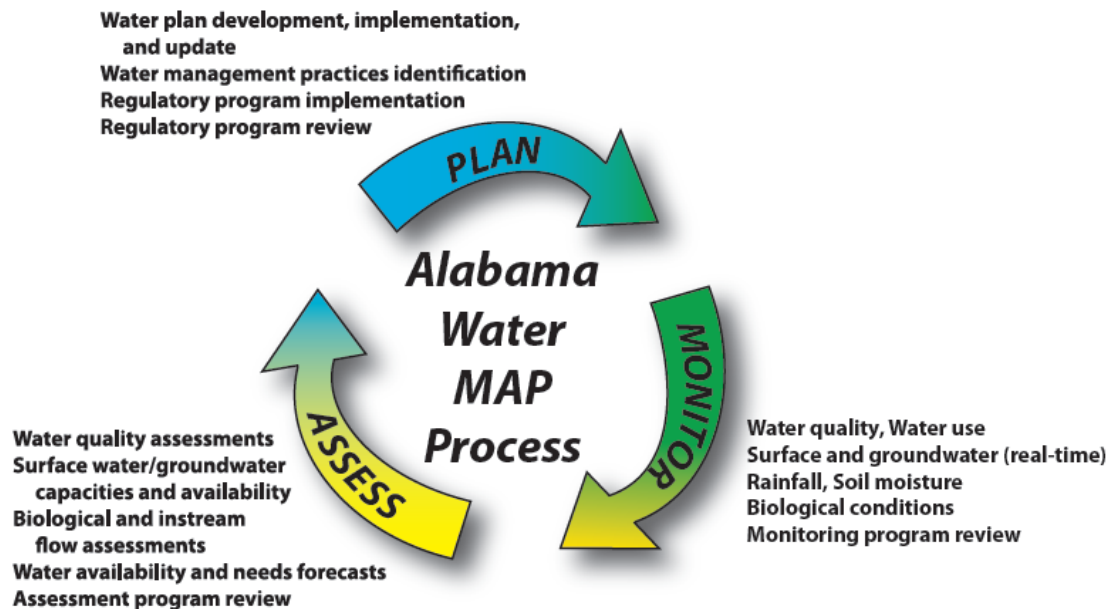 Water plan development, implementation,
and update
Water management practices identification
Regulatory program implementation
Regulatory program review
PLAN
Alabama
Water
MAP
Process
MONITOR
Water quality, Water use
Surface and groundwater (real-time)
Rainfall, Soil moisture
Biological conditions
Monitoring program review
ASSESS
Water quality assessments
Surface water/groundwater
capacities and availability
Biological and instream
flow assessments
Water availability and needs forecasts
Assessment program review